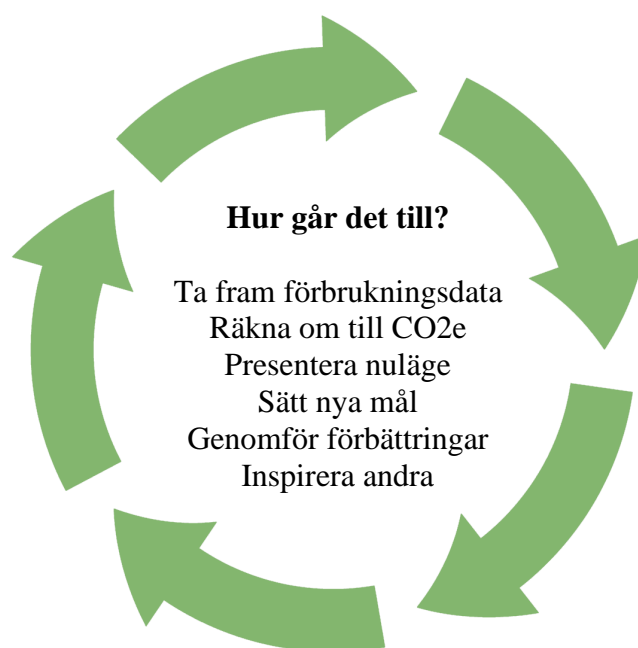 Hur går det till?
Ta fram förbrukningsdata
Räkna om till CO2e
Presentera nuläge
Sätt nya mål
Genomför förbättringar
Inspirera andra